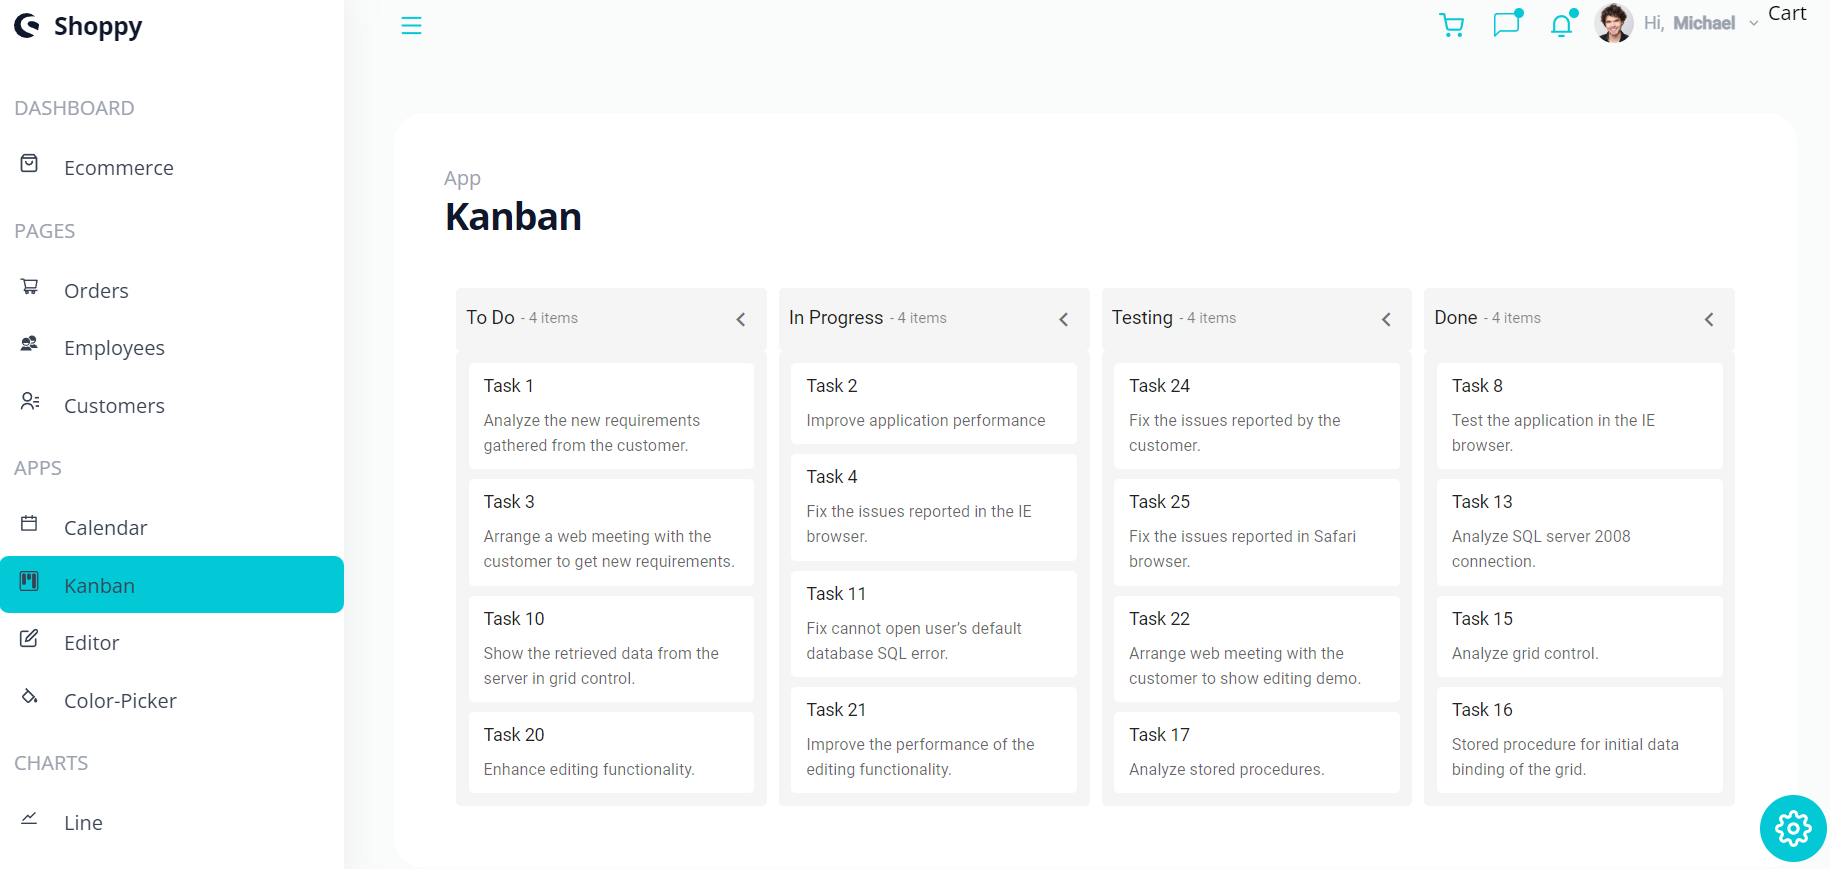 Shoppy
DASHBOARD
Ecommerce
PAGES
Orders
Employees
Customers
APPS
Calendar
Kanban
Editor
Color-Picker
CHARTS
Line
Hi, Michael
Cart
App
Kanban
To Do - 4 items
Task 1
Analyze the new requirements
gathered from the customer.
Task 3
Arrange a web meeting with the
customer to get new requirements.
Task 10
Show the retrieved data from the
server in grid control.
Task 20
Enhance editing functionality.
In Progress - 4 items
Task 2
Improve application performance
Task 4
Fix the issues reported in the IE
browser.
Task 11
Fix cannot open user’s default
database SQL error.
Task 21
Improve the performance of the
editing functionality.
Testing - 4 items
Task 24
Fix the issues reported by the
customer.
Task 25
Fix the issues reported in Safari
browser.
Task 22
Arrange web meeting with the
customer to show editing demo.
Task 17
Analyze stored procedures.
Done - 4 items
Task 8
Test the application in the IE
browser.
Task 13
Analyze SQL server 2008
connection.
Task 15
Analyze grid control.
Task 16
Stored procedure for initial data
binding of the grid.